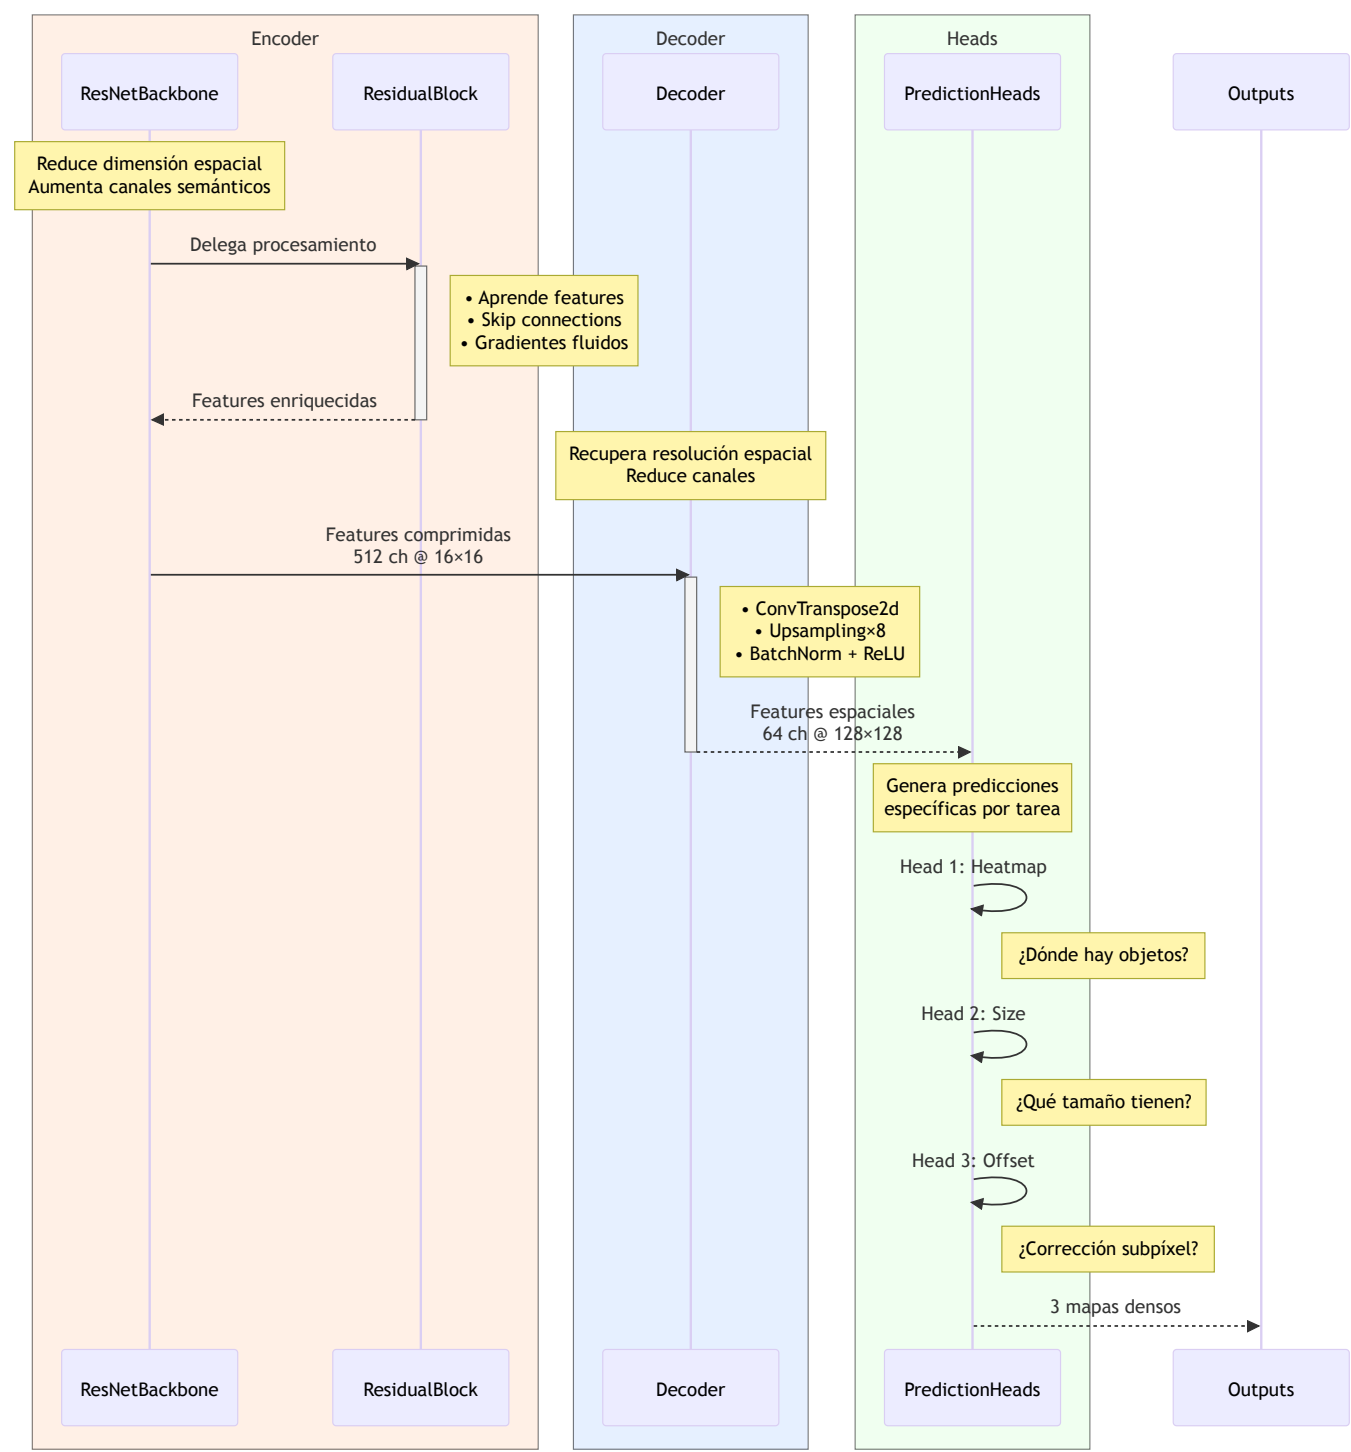 Encoder
Decoder
Heads
ResNetBackbone
ResidualBlock
Decoder
PredictionHeads
Outputs
Reduce dimensión espacial
Aumenta canales semánticos
Delega procesamiento
• Aprende features
• Skip connections
• Gradientes fluidos
Features enriquecidas
Recupera resolución espacial
Reduce canales
Features comprimidas
512 ch @ 16×16
• ConvTranspose2d
• Upsampling×8
• BatchNorm + ReLU
Features espaciales
64 ch @ 128×128
Genera predicciones
específicas por tarea
Head 1: Heatmap
¿Dónde hay objetos?
Head 2: Size
¿Qué tamaño tienen?
Head 3: Offset
¿Corrección subpíxel?
3 mapas densos
ResNetBackbone
ResidualBlock
Decoder
PredictionHeads
Outputs